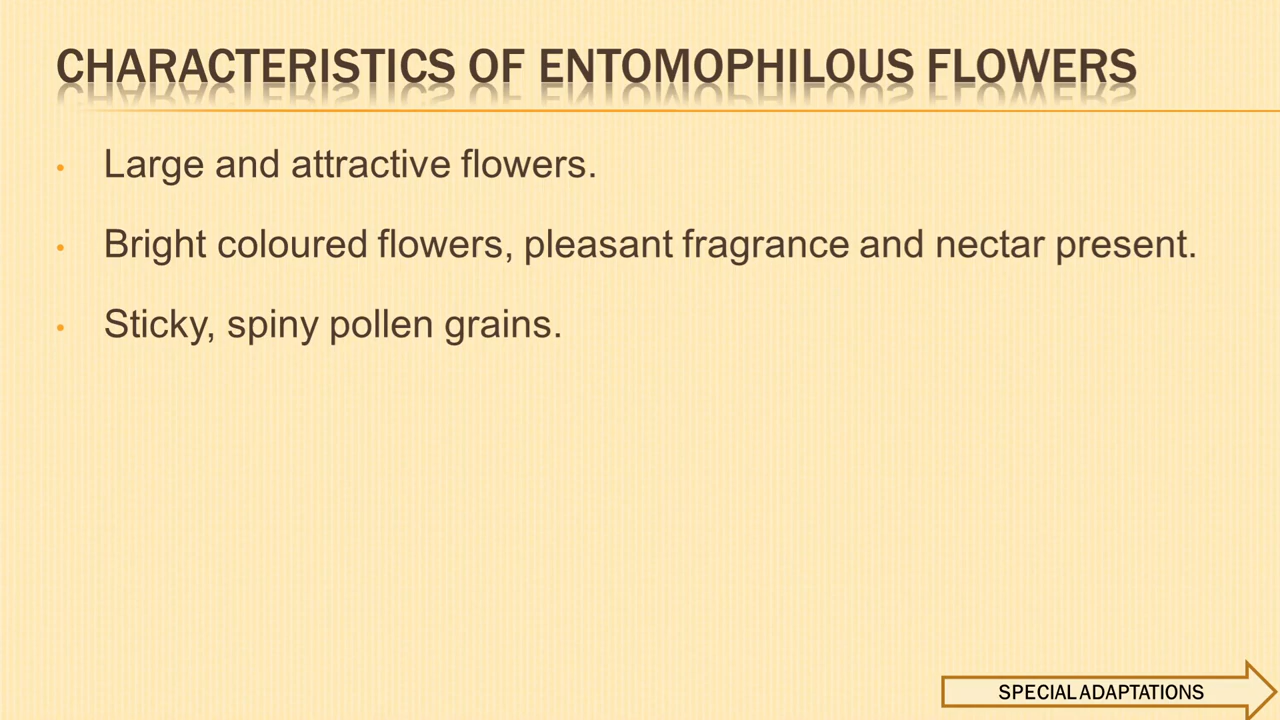 CHARACTERISTICS OF ENTOMOPHILOUS FLOWERS
• Large and attractive flowers.
• Bright coloured flowers, pleasant fragrance and nectar present.
• Sticky, spiny pollen grains.
SPECIAL ADAPTATIONS